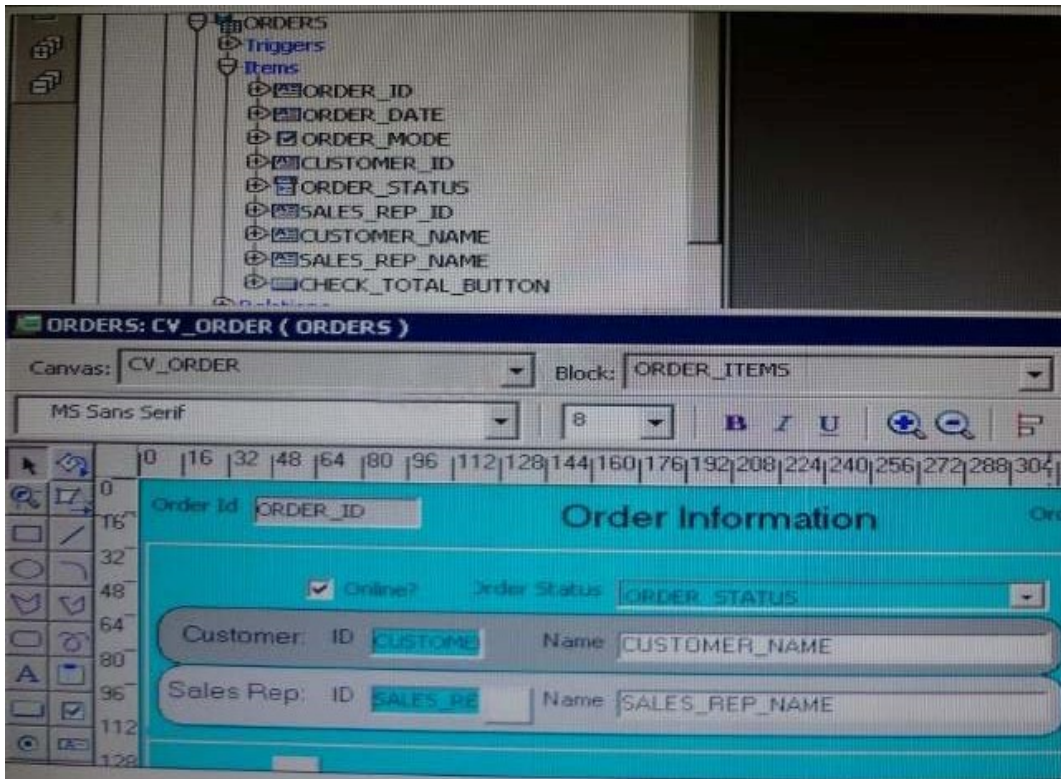 ORDERS
Triggers
Items
ORDER_ID
ORDER_DATE
ORDER_MODE
CUSTOMER_ID
ORDER_STATUS
SALES_REP_ID
CUSTOMER_NAME
SALES_REP_NAME
CHECK_TOTAL_BUTTON
ORDERS: CV_ORDER ( ORDERS )
Canvas: CV_ORDER Block: ORDER_ITEMS
MS Sans Serif 8 B I U
0 16 32 48 64 80 96 112 128 144 160 176 192 208 224 240 256 272 288 304
0
16
32
48
64
80
96
112
128
Order Id ORDER_ID Order Information
Online? Order Status ORDER_STATUS
Customer: ID CUSTOME Name CUSTOMER_NAME
Sales Rep: ID SALES_RE Name SALES_REP_NAME
A